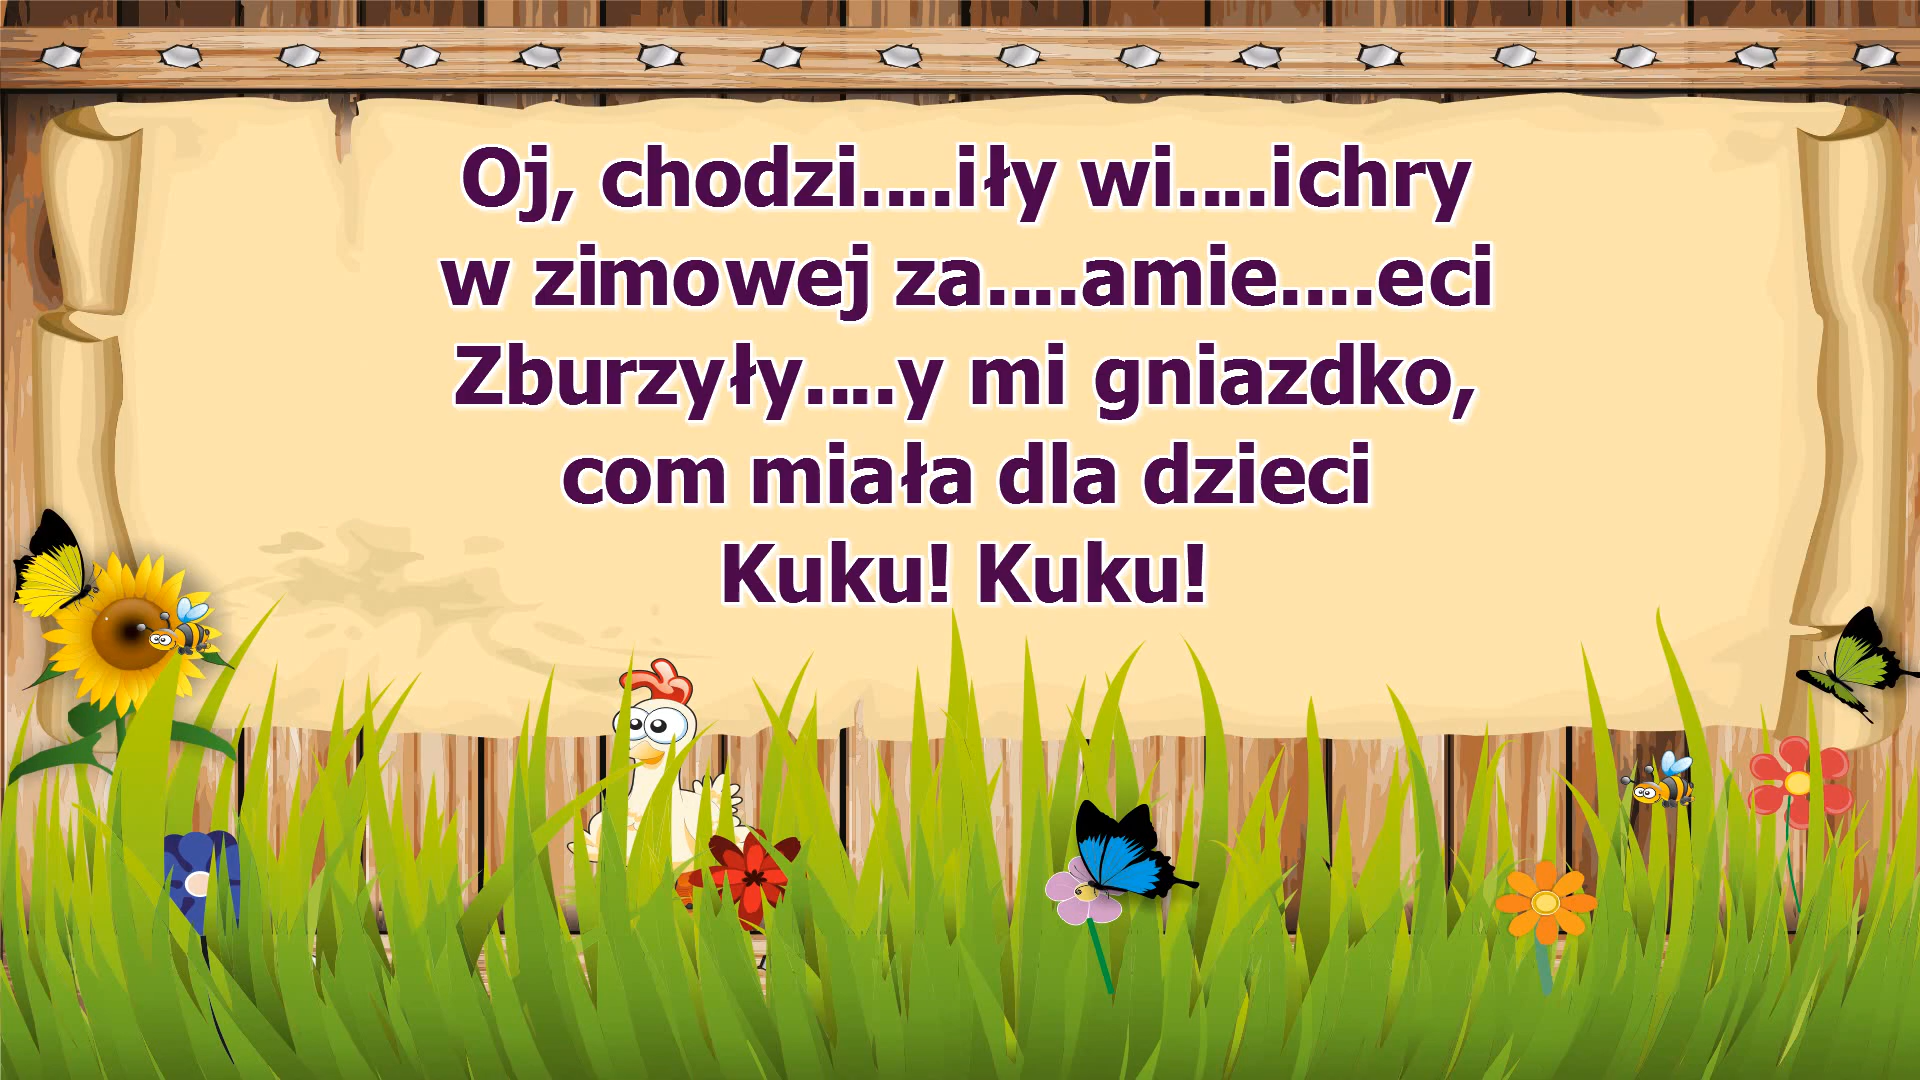 Oj, chodzi....iły wi....ichry
w zimowej za....amie....eci
Zburzyły....y mi gniazdko,
com miała dla dzieci
Kuku! Kuku!